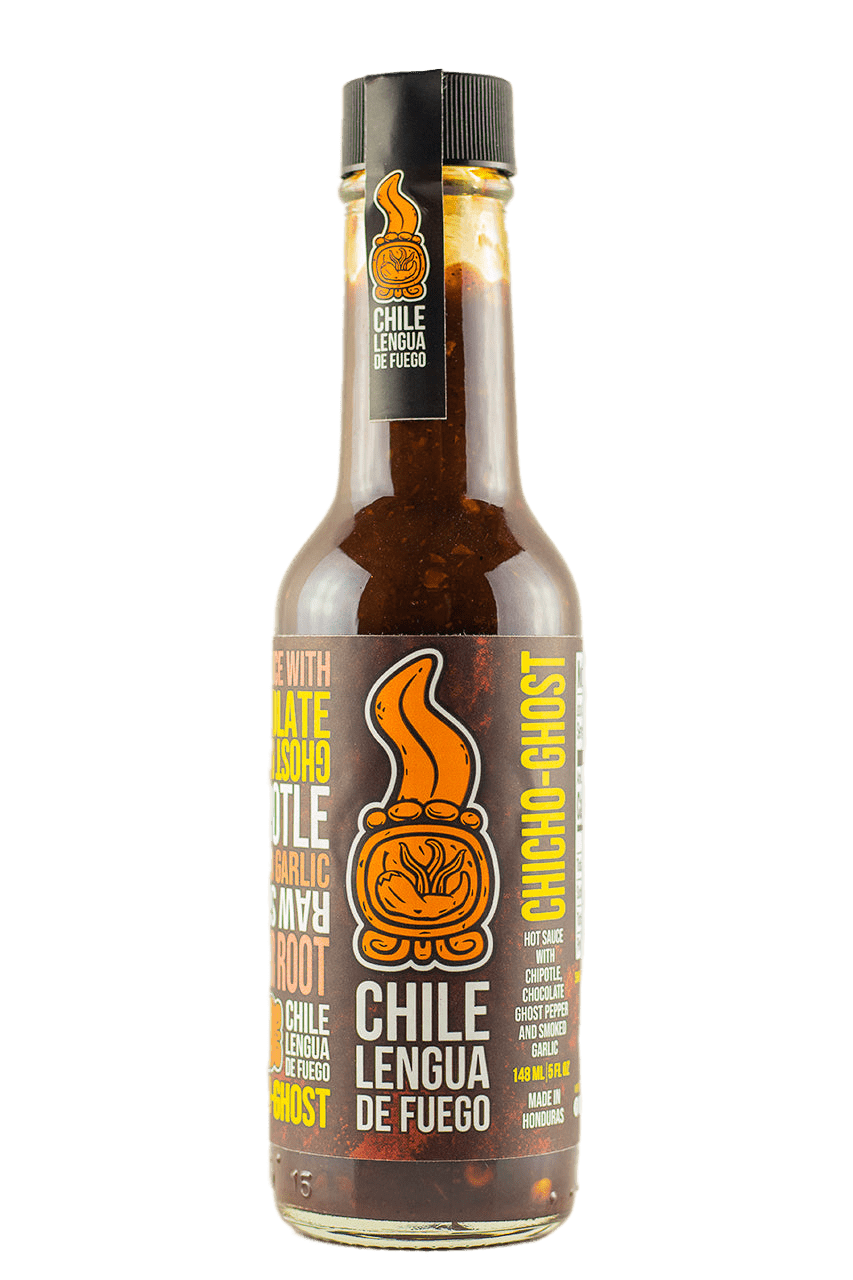 CHILE
LENGUA
DE FUEGO
CE WITH
OLATE
GHOST
OTLE
GARLIC
RAW S
ROOT
CHILE
LENGUA
DE FUEGO
-GHOST
CHILE
LENGUA
DE FUEGO
CHICHO-GHOST
HOT SAUCE
WITH
CHIPOTLE,
CHOCOLATE
GHOST PEPPER
AND SMOKED
GARLIC
148 ML | 5 FL OZ
MADE IN
HONDURAS
15